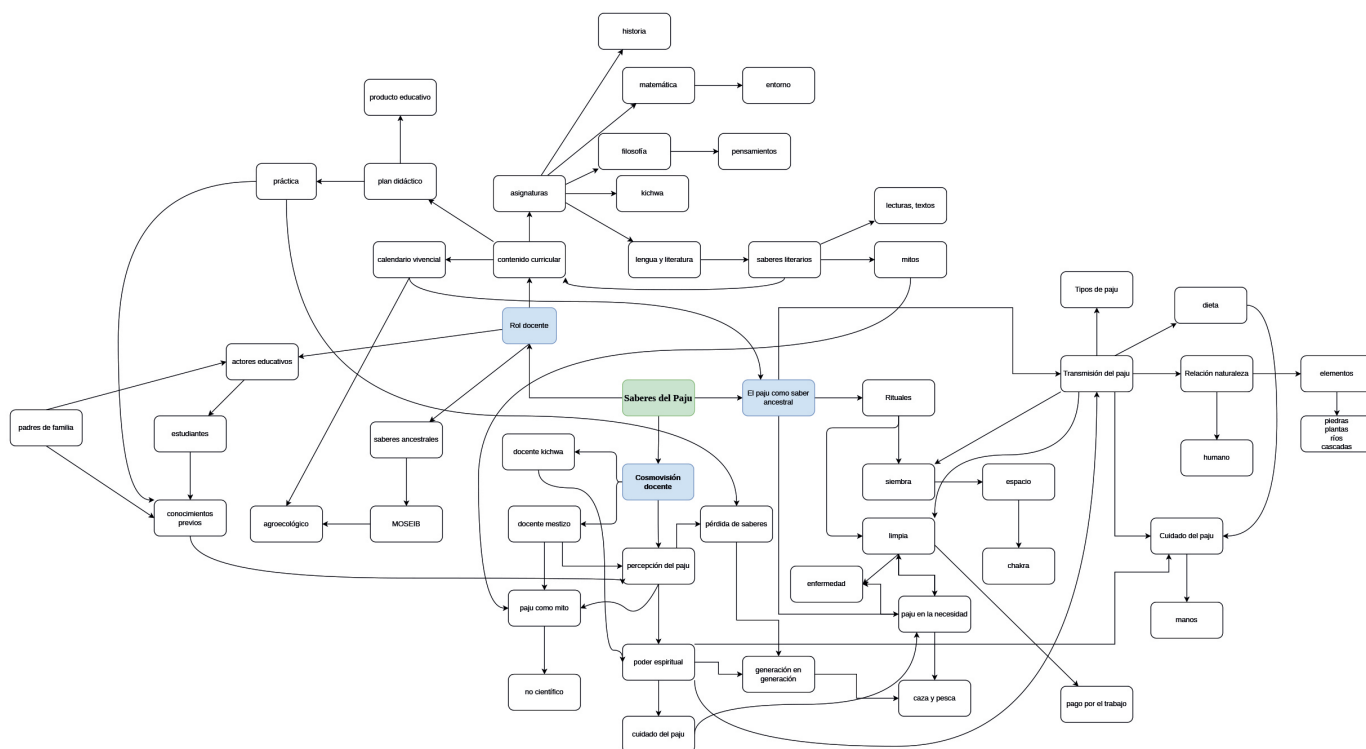 historia
matemática
entorno
producto educativo
filosofía
pensamientos
práctica
plan didáctico
asignaturas
kichwa
lecturas, textos
calendario vivencial
contenido curricular
lengua y literatura
saberes literarios
mitos
Tipos de paju
dieta
Rol docente
actores educativos
Transmisión del paju
Relación naturaleza
elementos
Saberes del Paju
El paju como saber
ancestral
Rituales
padres de familia
estudiantes
saberes ancestrales
piedras
plantas
ríos
cascadas
docente kichwa
humano
Cosmovisión
docente
siembra
espacio
conocimientos
previos
agroecológico
MOSEIB
docente mestizo
pérdida de saberes
limpia
Cuidado del paju
percepción del paju
enfermedad
chakra
paju como mito
paju en la necesidad
manos
poder espiritual
generación en
generación
no científico
caza y pesca
pago por el trabajo
cuidado del paju